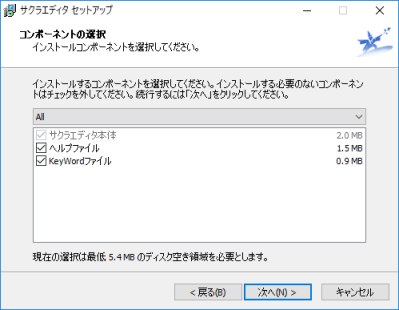 サクラエディタ セットアップ
コンポーネントの選択
インストールコンポーネントを選択してください。
インストールするコンポーネントを選択してください。インストールする必要のないコンポーネン
トはチェックを外してください。続行するには「次へ」をクリックしてください。
All
サクラエディタ本体 2.0 MB
ヘルプファイル 1.5 MB
KeyWordファイル 0.9 MB
現在の選択は最低 5.4 MB のディスク空き領域を必要とします。
< 戻る(B) 次へ(N) > キャンセル